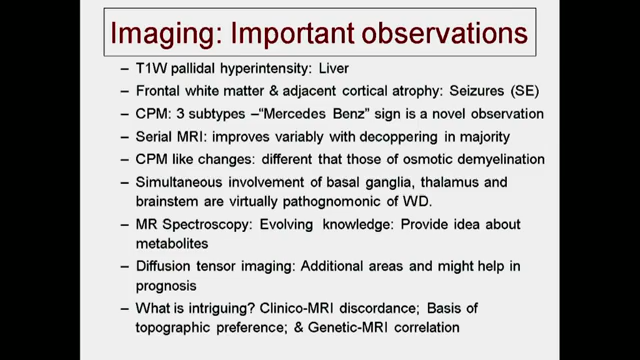 Imaging: Important observations
– T1W pallidal hyperintensity: Liver
– Frontal white matter & adjacent cortical atrophy: Seizures (SE)
– CPM: 3 subtypes –“Mercedes Benz” sign is a novel observation
– Serial MRI: improves variably with decoppering in majority
– CPM like changes: different that those of osmotic demyelination
– Simultaneous involvement of basal ganglia, thalamus and
brainstem are virtually pathognomonic of WD.
– MR Spectroscopy: Evolving knowledge: Provide idea about
metabolites
– Diffusion tensor imaging: Additional areas and might help in
prognosis
– What is intriguing? Clinico-MRI discordance; Basis of
topographic preference; & Genetic-MRI correlation